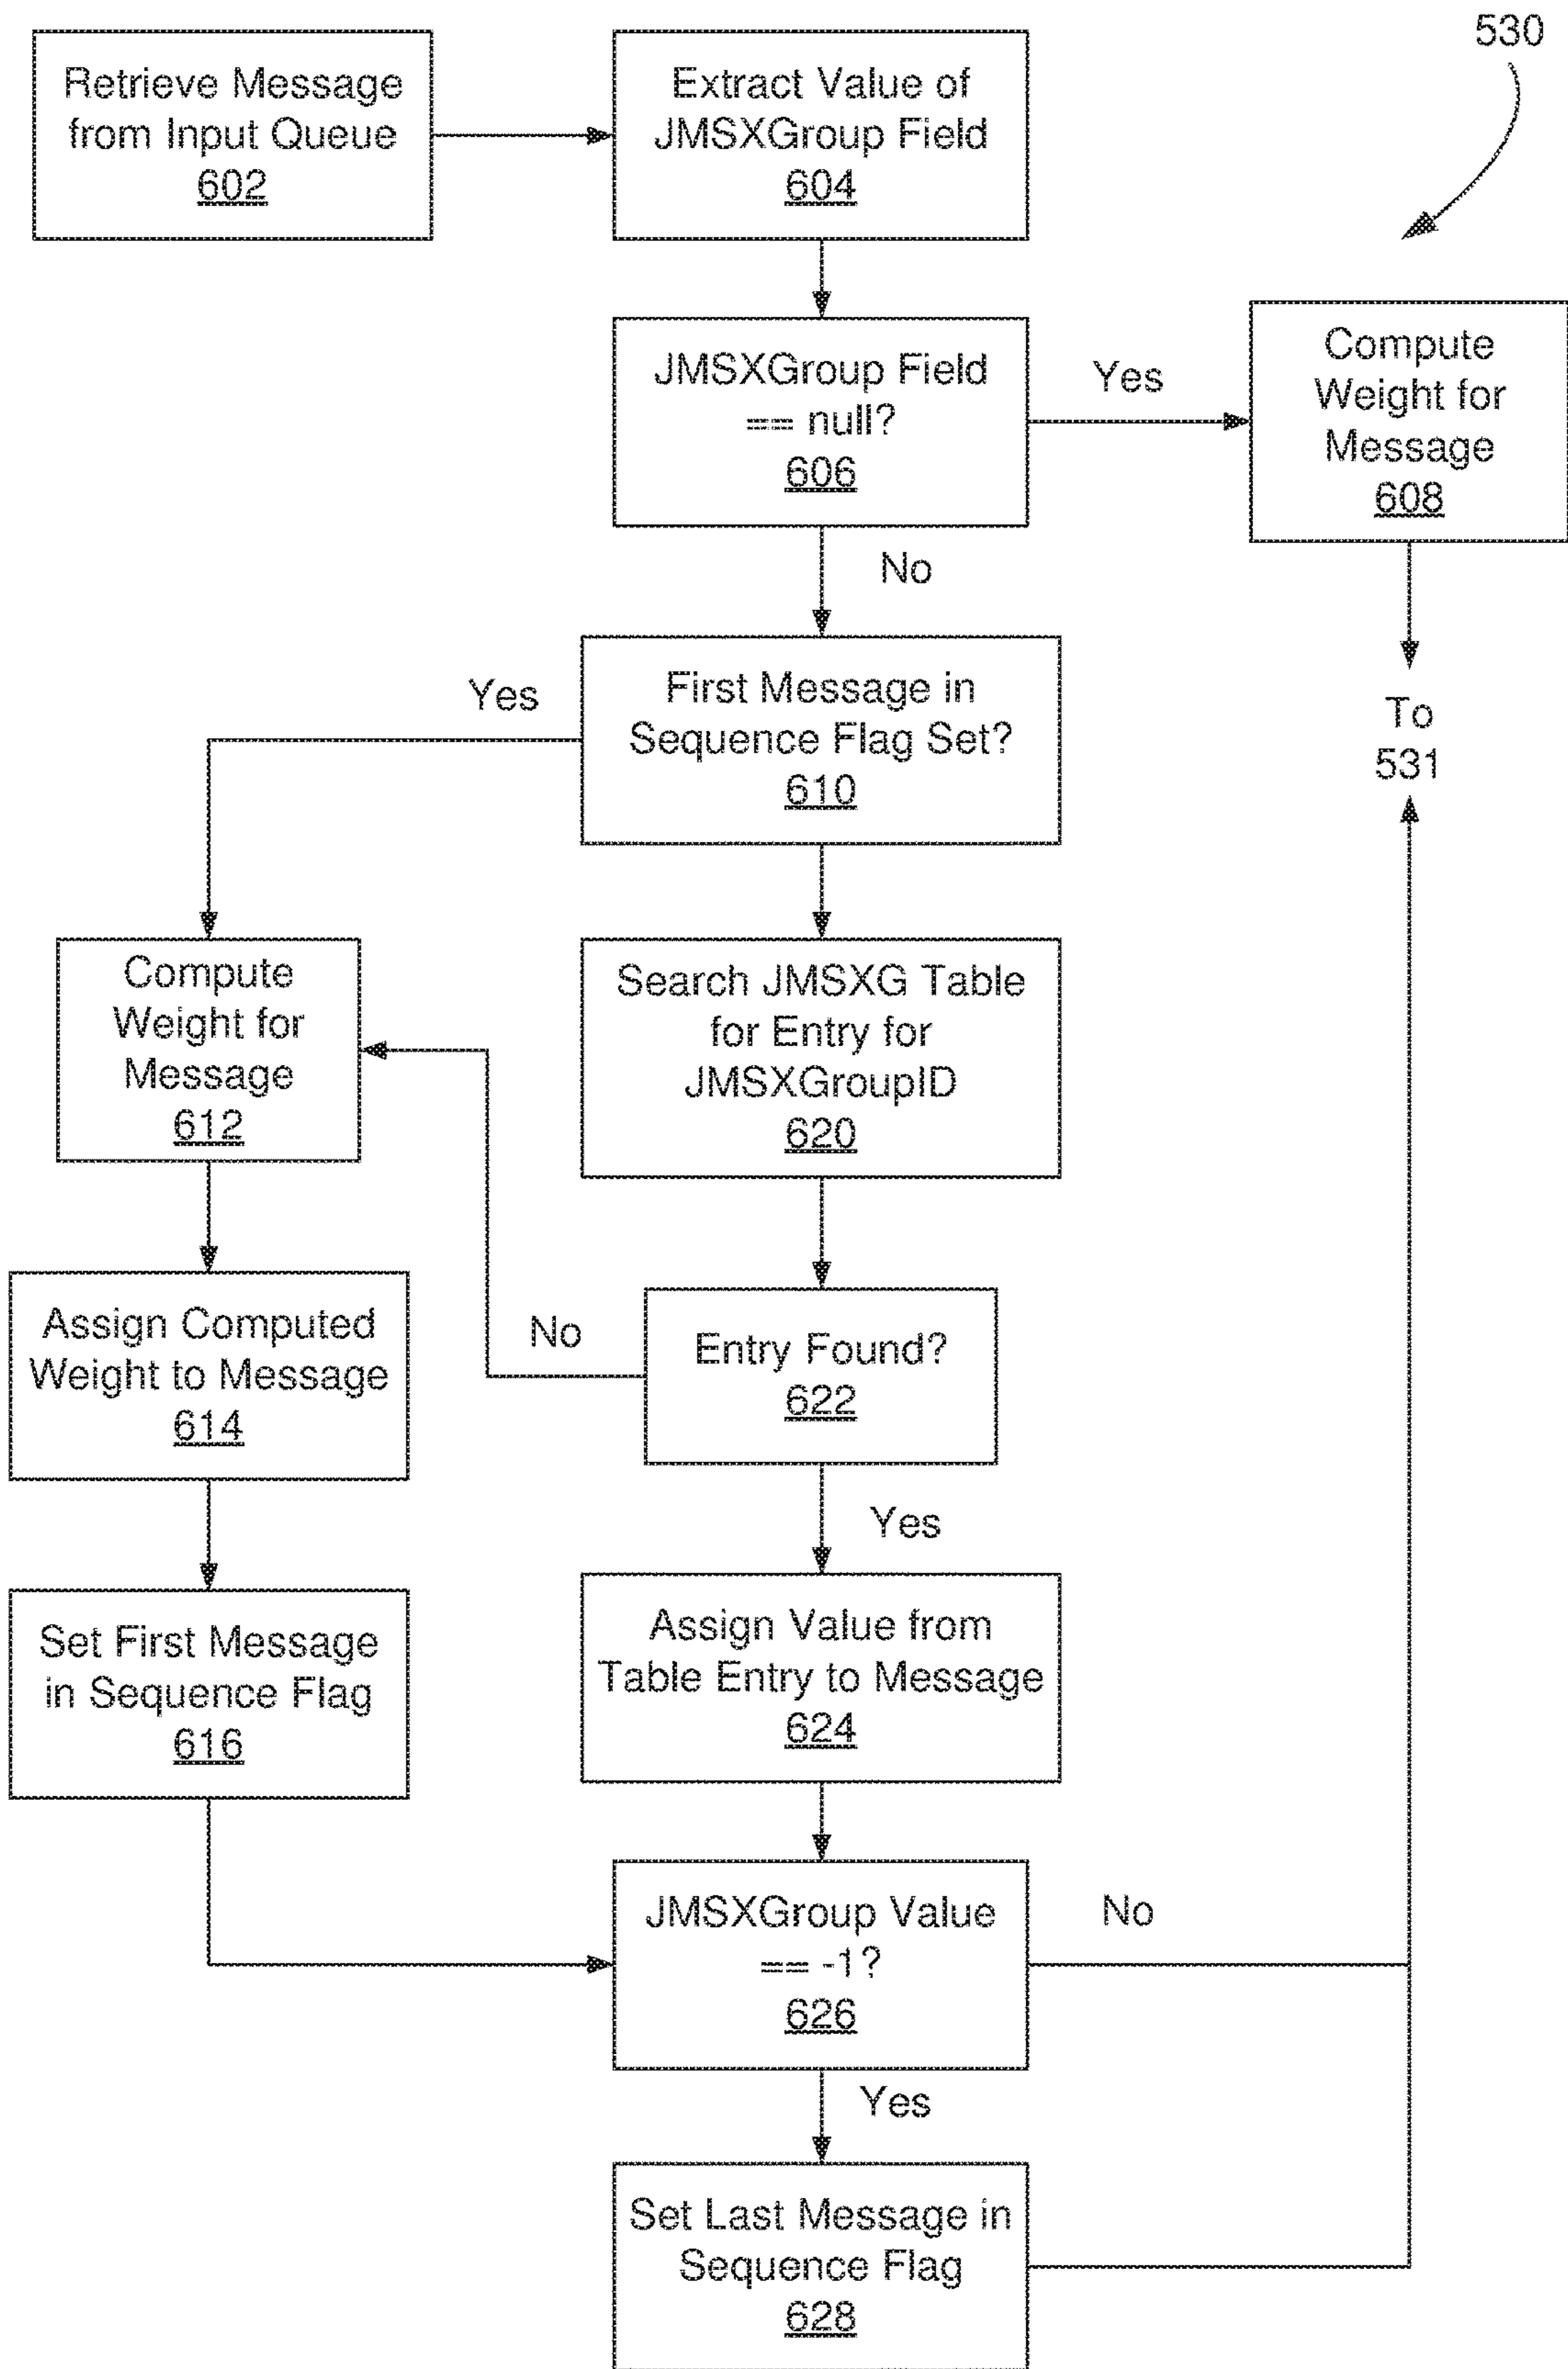 530
Retrieve Message
from Input Queue
602
Extract Value of
JMSXGroup Field
604
JMSXGroup Field
== null?
606
Yes
Compute
Weight for
Message
608
No
To
531
First Message in
Sequence Flag Set?
610
Yes
Compute
Weight for
Message
612
Search JMSXG Table
for Entry for
JMSXGroupID
620
Assign Computed
Weight to Message
614
No
Entry Found?
622
Yes
Set First Message
in Sequence Flag
616
Assign Value from
Table Entry to Message
624
JMSXGroup Value
== -1?
626
No
Yes
Set Last Message in
Sequence Flag
628